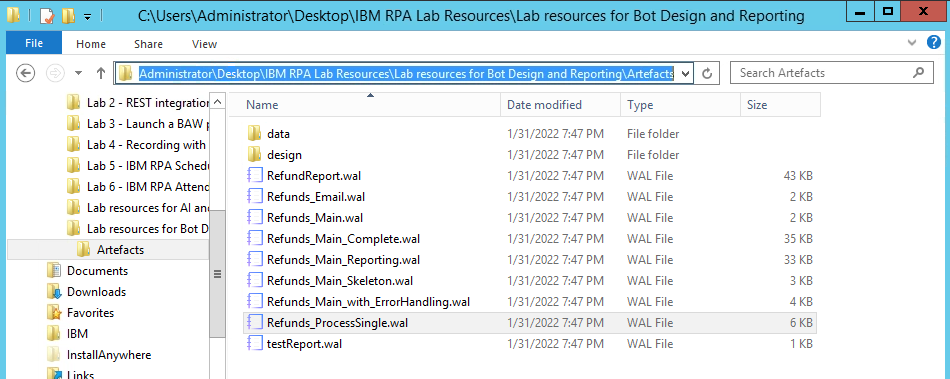 C:\Users\Administrator\Desktop\IBM RPA Lab Resources\Lab resources for Bot Design and Reporting
File Home Share View
Administrator\Desktop\IBM RPA Lab Resources\Lab resources for Bot Design and Reporting\Artefacts Search Artefacts
Name Date modified Type Size
Lab 2 - REST integration
Lab 3 - Launch a BAW p
Lab 4 - Recording with
Lab 5 - IBM RPA Schedu
Lab 6 - IBM RPA Attend
Lab resources for AI and
Lab resources for Bot D
Artefacts
Documents
Downloads
Favorites
IBM
InstallAnywhere
Links
data 1/31/2022 7:47 PM File folder
design 1/31/2022 7:47 PM File folder
RefundReport.wal 1/31/2022 7:47 PM WAL File 43 KB
Refunds_Email.wal 1/31/2022 7:47 PM WAL File 2 KB
Refunds_Main.wal 1/31/2022 7:47 PM WAL File 2 KB
Refunds_Main_Complete.wal 1/31/2022 7:47 PM WAL File 35 KB
Refunds_Main_Reporting.wal 1/31/2022 7:47 PM WAL File 33 KB
Refunds_Main_Skeleton.wal 1/31/2022 7:47 PM WAL File 3 KB
Refunds_Main_with_ErrorHandling.wal 1/31/2022 7:47 PM WAL File 4 KB
Refunds_ProcessSingle.wal 1/31/2022 7:47 PM WAL File 6 KB
testReport.wal 1/31/2022 7:47 PM WAL File 1 KB